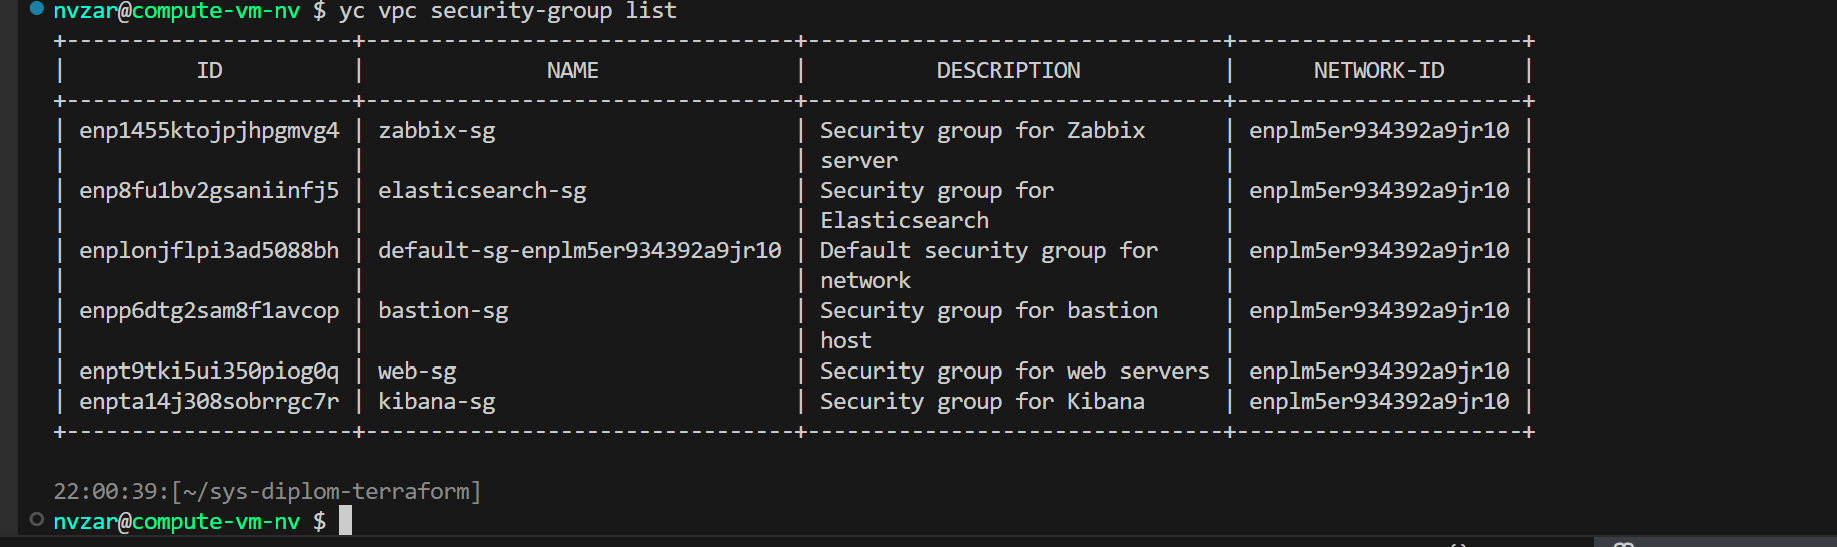 nvzar@compute-vm-nv $ yc vpc security-group list
+----------------------+---------------------------------+--------------------------------+----------------------+
|          ID          |              NAME               |          DESCRIPTION           |      NETWORK-ID      |
+----------------------+---------------------------------+--------------------------------+----------------------+
| enp1455ktojpjhpgmvg4 | zabbix-sg                       | Security group for Zabbix      | enplm5er934392a9jr10 |
|                      |                                 | server                         |                      |
| enp8fu1bv2gsaniinfj5 | elasticsearch-sg                | Security group for             | enplm5er934392a9jr10 |
|                      |                                 | Elasticsearch                  |                      |
| enplonjflpi3ad5088bh | default-sg-enplm5er934392a9jr10 | Default security group for     | enplm5er934392a9jr10 |
|                      |                                 | network                        |                      |
| enpp6dtg2sam8f1avcop | bastion-sg                      | Security group for bastion     | enplm5er934392a9jr10 |
|                      |                                 | host                           |                      |
| enpt9tki5ui350piog0q | web-sg                          | Security group for web servers | enplm5er934392a9jr10 |
| enpta14j308sobrrgc7r | kibana-sg                       | Security group for Kibana      | enplm5er934392a9jr10 |
+----------------------+---------------------------------+--------------------------------+----------------------+
22:00:39:[~/sys-diplom-terraform]
nvzar@compute-vm-nv $